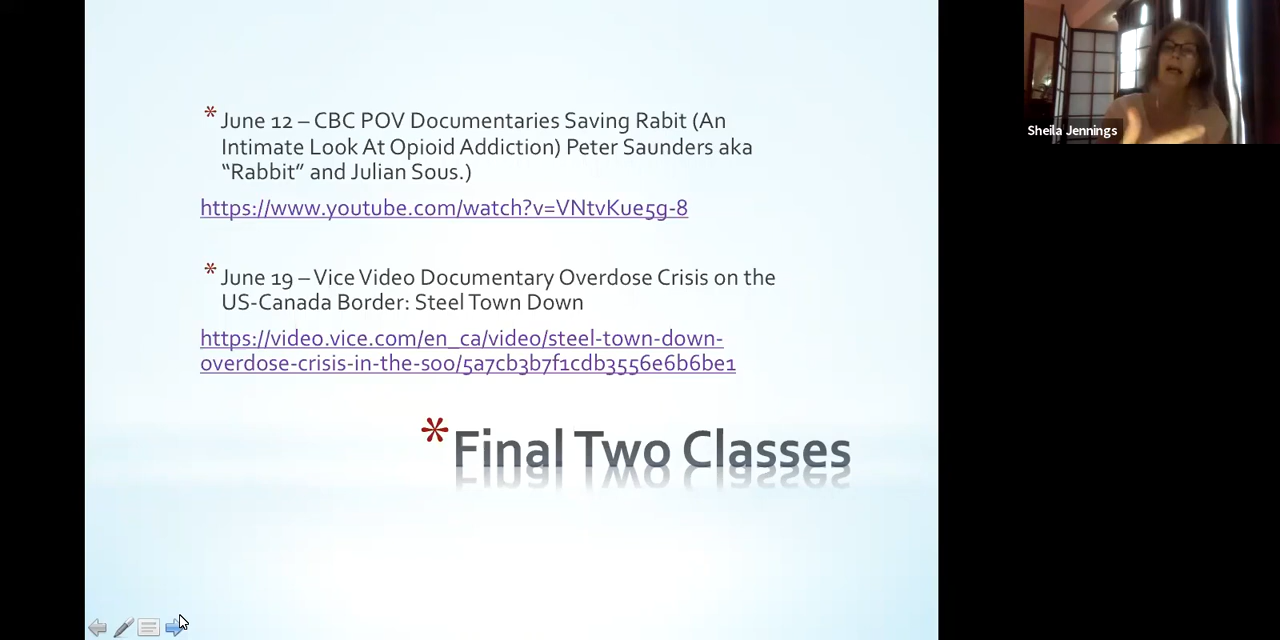 * June 12 – CBC POV Documentaries Saving Rabit (An
Intimate Look At Opioid Addiction) Peter Saunders aka
“Rabbit” and Julian Sous.)
https://www.youtube.com/watch?v=VNtvKue5g-8
* June 19 – Vice Video Documentary Overdose Crisis on the
US-Canada Border: Steel Town Down
https://video.vice.com/en_ca/video/steel-town-down-
overdose-crisis-in-the-soo/5a7cb3b7f1cdb3556e6b6be1
*Final Two Classes
Sheila Jennings